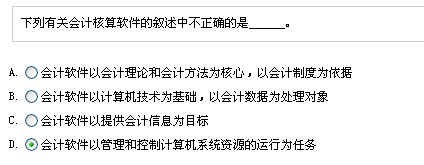 下列有关会计核算软件的叙述中不正确的是______。
A. 会计软件以会计理论和会计方法为核心，以会计制度为依据
B. 会计软件以计算机技术为基础，以会计数据为处理对象
C. 会计软件以提供会计信息为目标
D. 会计软件以管理和控制计算机系统资源的运行为任务